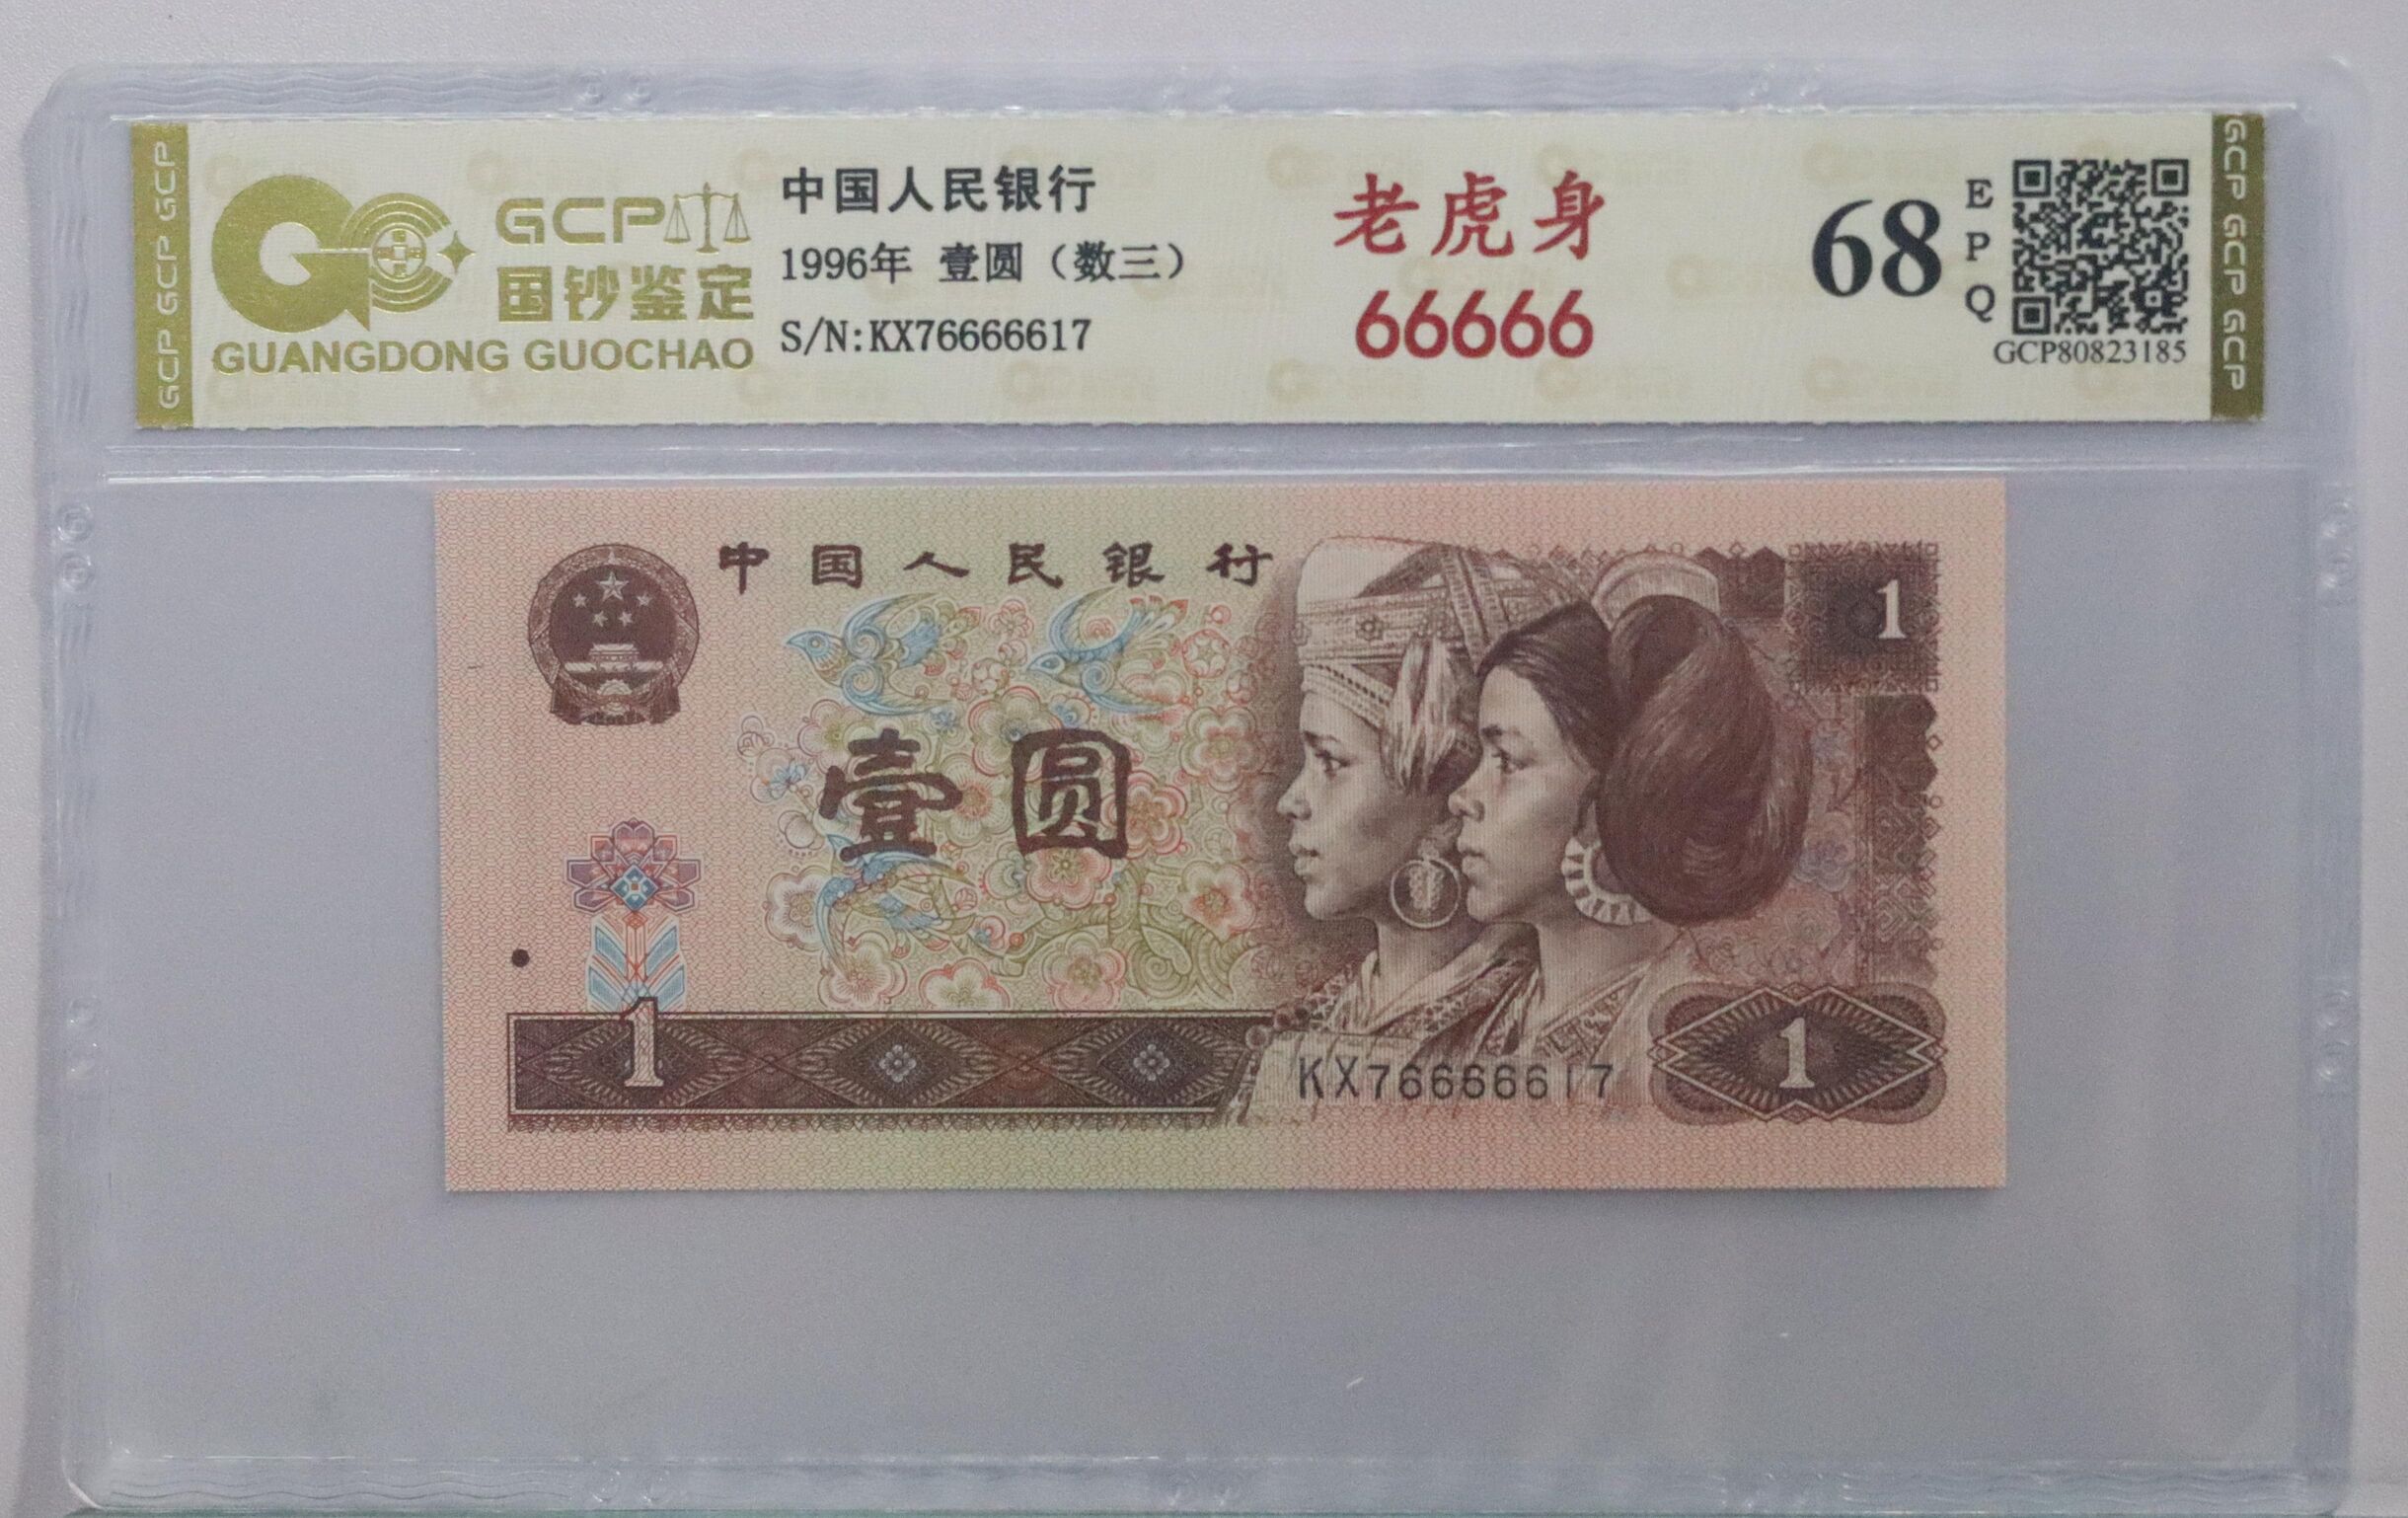 GCP GCP GCP
GCP
国钞鉴定
GUANGDONG GUOCHAO
中国人民银行
1996年 壹圆（数三）
S/N:KX76666617
老虎身
66666
68
E
P
Q
GCP80823185
GCP GCP GCP
中国人民银行
1
壹圆
1
KX76666617
1